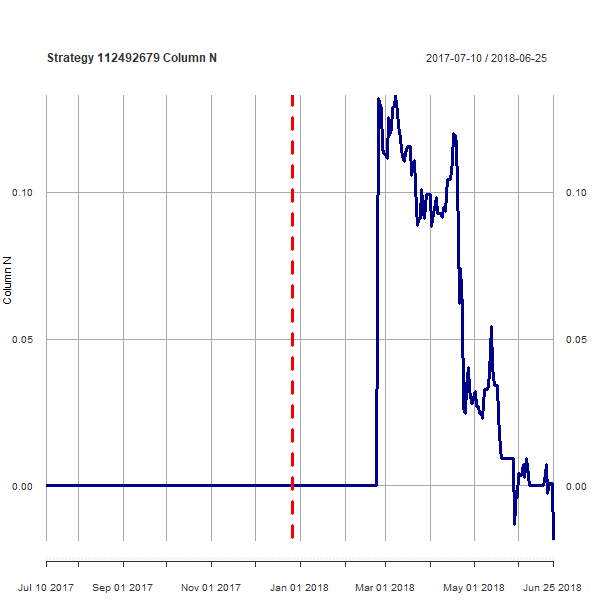 Strategy 112492679 Column N
2017-07-10 / 2018-06-25
Column N
0.10
0.05
0.00
0.10
0.05
0.00
Jul 10 2017
Sep 01 2017
Nov 01 2017
Jan 01 2018
Mar 01 2018
May 01 2018
Jun 25 2018